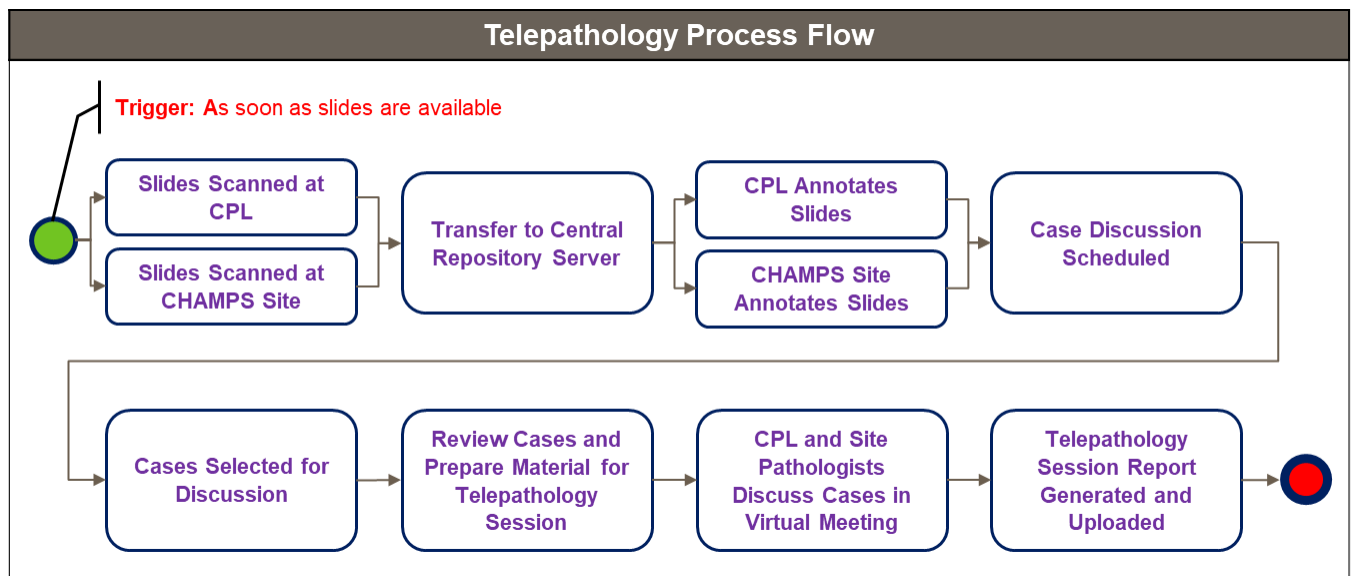 Telepathology Process Flow
Trigger: As soon as slides are available
Slides Scanned at
CPL
Slides Scanned at
CHAMPS Site
Transfer to Central
Repository Server
CPL Annotates
Slides
CHAMPS Site
Annotates Slides
Case Discussion
Scheduled
Cases Selected for
Discussion
Review Cases and
Prepare Material for
Telepathology
Session
CPL and Site
Pathologists
Discuss Cases in
Virtual Meeting
Telepathology
Session Report
Generated and
Uploaded